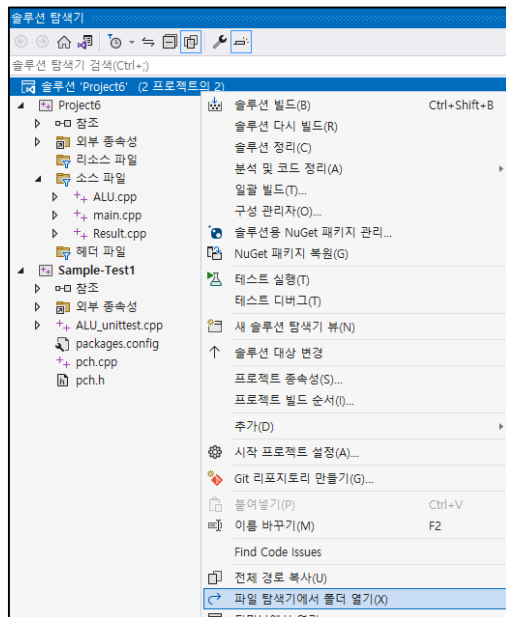 솔루션 탐색기
솔루션 탐색기 검색(Ctrl+;)
솔루션 'Project6' (2 프로젝트의 2)
Project6
참조
외부 종속성
리소스 파일
소스 파일
ALU.cpp
main.cpp
Result.cpp
헤더 파일
Sample-Test1
참조
외부 종속성
ALU_unittest.cpp
packages.config
pch.cpp
pch.h
솔루션 빌드(B) Ctrl+Shift+B
솔루션 다시 빌드(R)
솔루션 정리(C)
분석 및 코드 정리(A)
일괄 빌드(T)...
구성 관리자(O)...
솔루션용 NuGet 패키지 관리...
NuGet 패키지 복원(G)
테스트 실행(T)
테스트 디버그(T)
새 솔루션 탐색기 뷰(N)
솔루션 대상 변경
프로젝트 종속성(S)...
프로젝트 빌드 순서(I)...
추가(D)
시작 프로젝트 설정(A)...
Git 리포지토리 만들기(G)...
붙여넣기(P) Ctrl+V
이름 바꾸기(M) F2
Find Code Issues
전체 경로 복사(U)
파일 탐색기에서 폴더 열기(X)